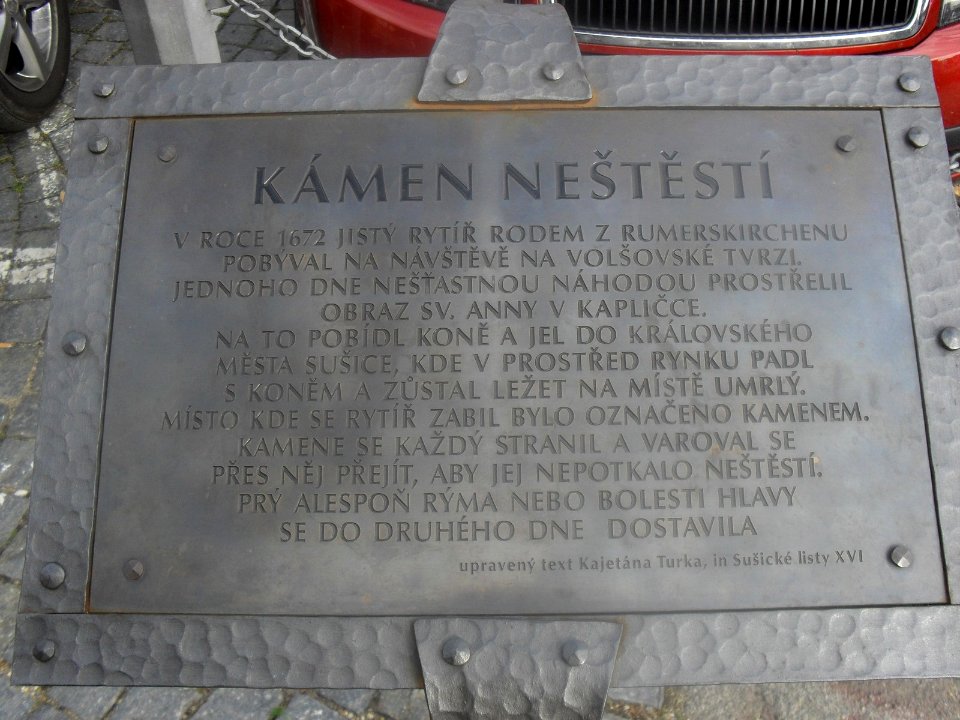 KÁMEN NEŠTĚSTÍ
V ROCE 1672 JISTÝ RYTÍŘ RODEM Z RUMERSKIRCHENU
POBÝVAL NA NÁVŠTĚVĚ NA VOLŠOVSKÉ TVRZI.
JEDNOHO DNE NEŠŤASTNOU NÁHODOU PROSTŘELIL
OBRAZ SV. ANNY V KAPLIČCE.
NA TO POBÍDL KONĚ A JEL DO KRÁLOVSKÉHO
MĚSTA SUŠICE, KDE V PROSTŘED RYNKU PADL
S KONĚM A ZŮSTAL LEŽET NA MÍSTĚ UMRLÝ.
MÍSTO KDE SE RYTÍŘ ZABIL BYLO OZNAČENO KAMENEM.
KAMENE SE KAŽDÝ STRANIL A VAROVAL SE
PŘES NĚJ PŘEJÍT, ABY JEJ NEPOTKALO NEŠTĚSTÍ.
PRÝ ALESPOŇ RÝMA NEBO BOLESTI HLAVY
SE DO DRUHÉHO DNE DOSTAVILA
upravený text Kajetána Turka, in Sušické listy XVI